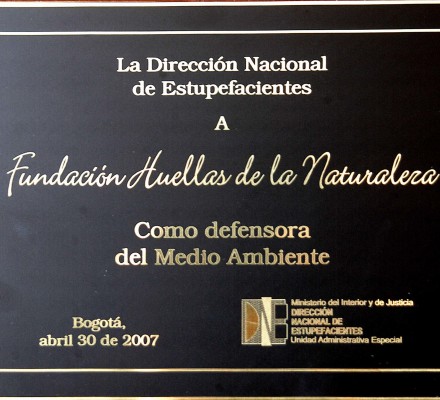 La Dirección Nacional
de Estupefacientes
A
Fundación Huellas de la Naturaleza
Como defensora
del Medio Ambiente
Bogotá,
abril 30 de 2007
DNE
Ministerio del Interior y de Justicia
DIRECCIÓN
NACIONAL DE
ESTUPEFACIENTES
Unidad Administrativa Especial